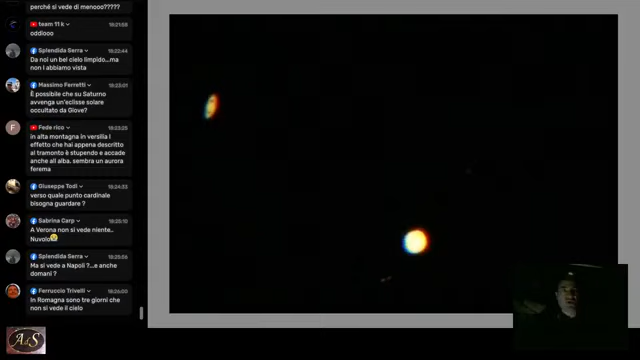 perché si vede di menooo?????
team 11 k 18:21:58
oddiooo
Splendida Serra 18:22:44
Da noi un bel cielo limpido...ma
non l abbiamo vista
Massimo Ferretti 18:23:01
È possibile che su Saturno
avvenga un'eclisse solare
occultato da Giove?
F
Fede rico 18:23:25
in alta montagna in versilia l
effetto che hai appena descritto
al tramonto è stupendo e accade
anche all alba. sembra un aurora
ferema
Giuseppe Todi 18:24:33
verso quale punto cardinale
bisogna guardare ?
Sabrina Carp 18:25:10
A Verona non si vede niente..
Nuvolo😢
Splendida Serra 18:25:06
Ma si vede a Napoli ?...e anche
domani ?
Ferruccio Trivelli 18:26:00
In Romagna sono tre giorni che
non si vede il cielo
AdS